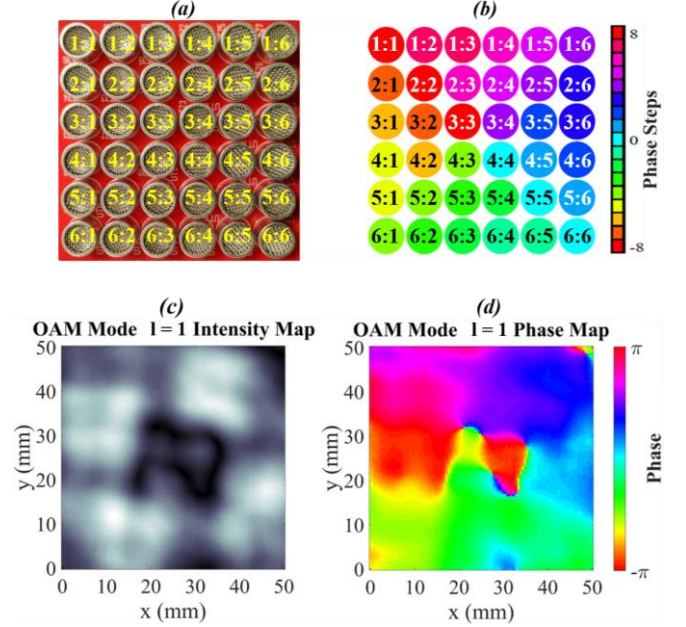 (a)
1:1 1:2 1:3 1:4 1:5 1:6
2:1 2:2 2:3 2:4 2:5 2:6
3:1 3:2 3:3 3:4 3:5 3:6
4:1 4:2 4:3 4:4 4:5 4:6
5:1 5:2 5:3 5:4 5:5 5:6
6:1 6:2 6:3 6:4 6:5 6:6
(b)
1:1 1:2 1:3 1:4 1:5 1:6
2:1 2:2 2:3 2:4 2:5 2:6
3:1 3:2 3:3 3:4 3:5 3:6
4:1 4:2 4:3 4:4 4:5 4:6
5:1 5:2 5:3 5:4 5:5 5:6
6:1 6:2 6:3 6:4 6:5 6:6
8
0
-8
Phase Steps
(c)
OAM Mode l = 1 Intensity Map
50
40
30
20
10
0
y (mm)
0 10 20 30 40 50
x (mm)
(d)
OAM Mode l = 1 Phase Map
50
40
30
20
10
0
y (mm)
0 10 20 30 40 50
x (mm)
π
-π
Phase